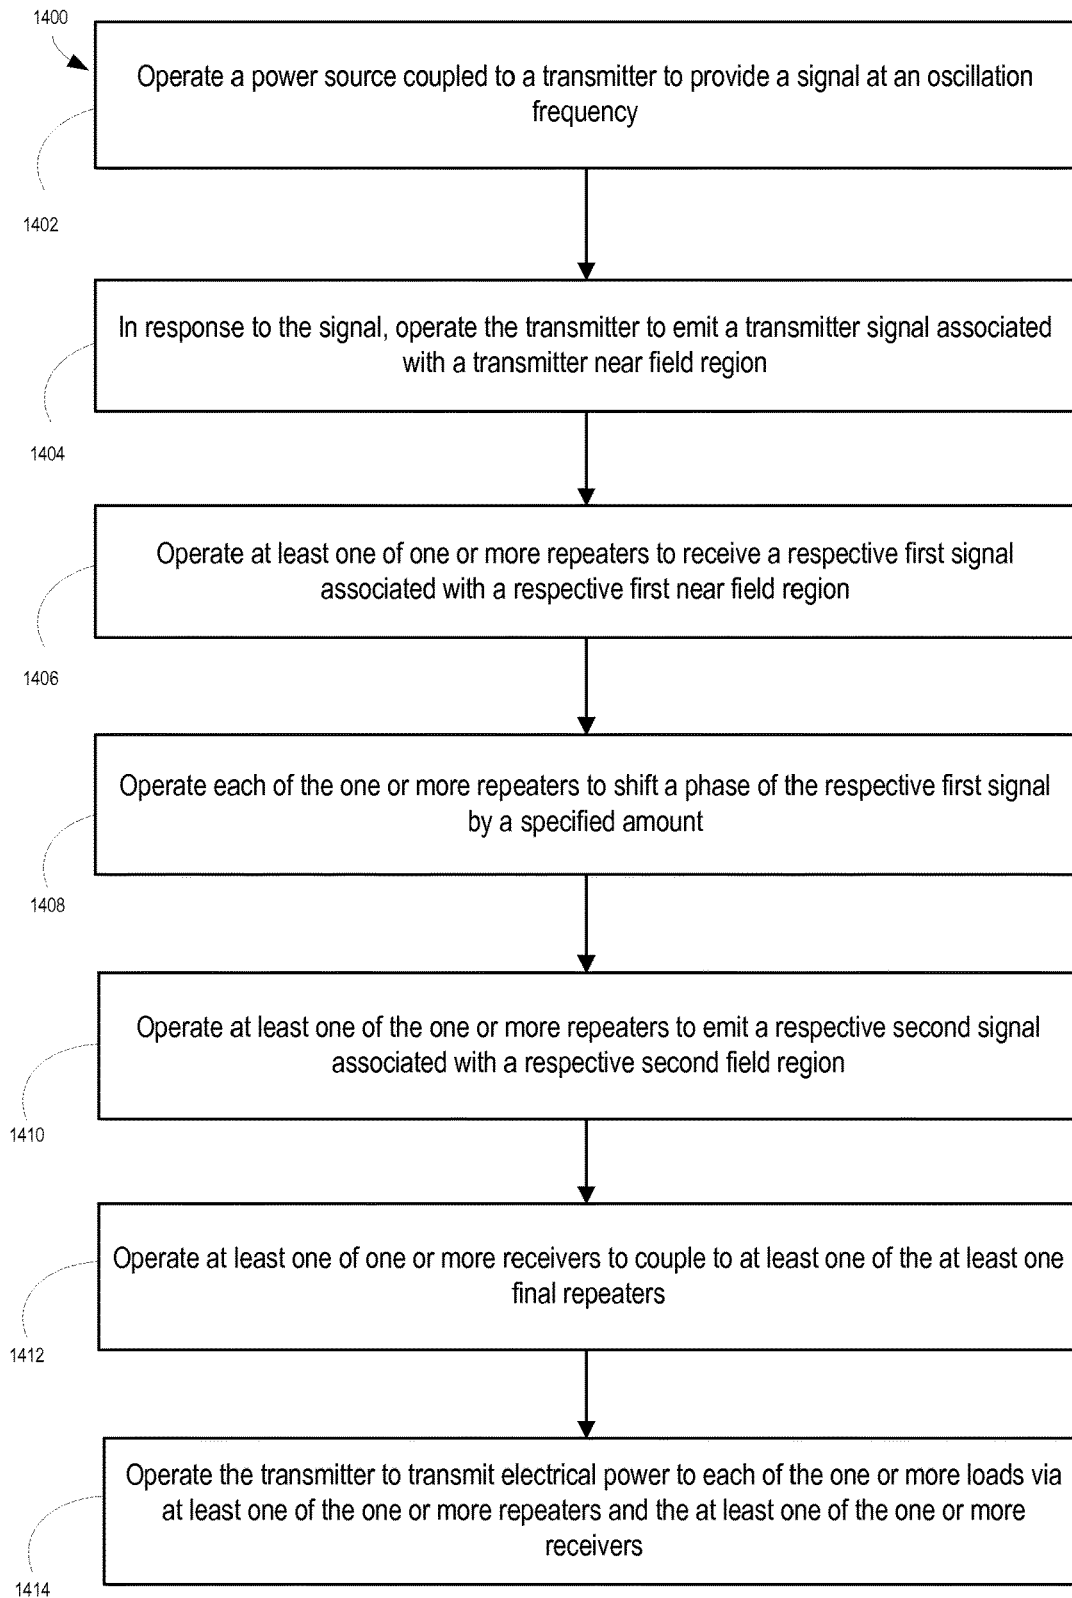 1400
Operate a power source coupled to a transmitter to provide a signal at an oscillation
frequency
1402
In response to the signal, operate the transmitter to emit a transmitter signal associated
with a transmitter near field region
1404
Operate at least one of one or more repeaters to receive a respective first signal
associated with a respective first near field region
1406
Operate each of the one or more repeaters to shift a phase of the respective first signal
by a specified amount
1408
Operate at least one of the one or more repeaters to emit a respective second signal
associated with a respective second field region
1410
Operate at least one of one or more receivers to couple to at least one of the at least one
final repeaters
1412
Operate the transmitter to transmit electrical power to each of the one or more loads via
at least one of the one or more repeaters and the at least one of the one or more
receivers
1414